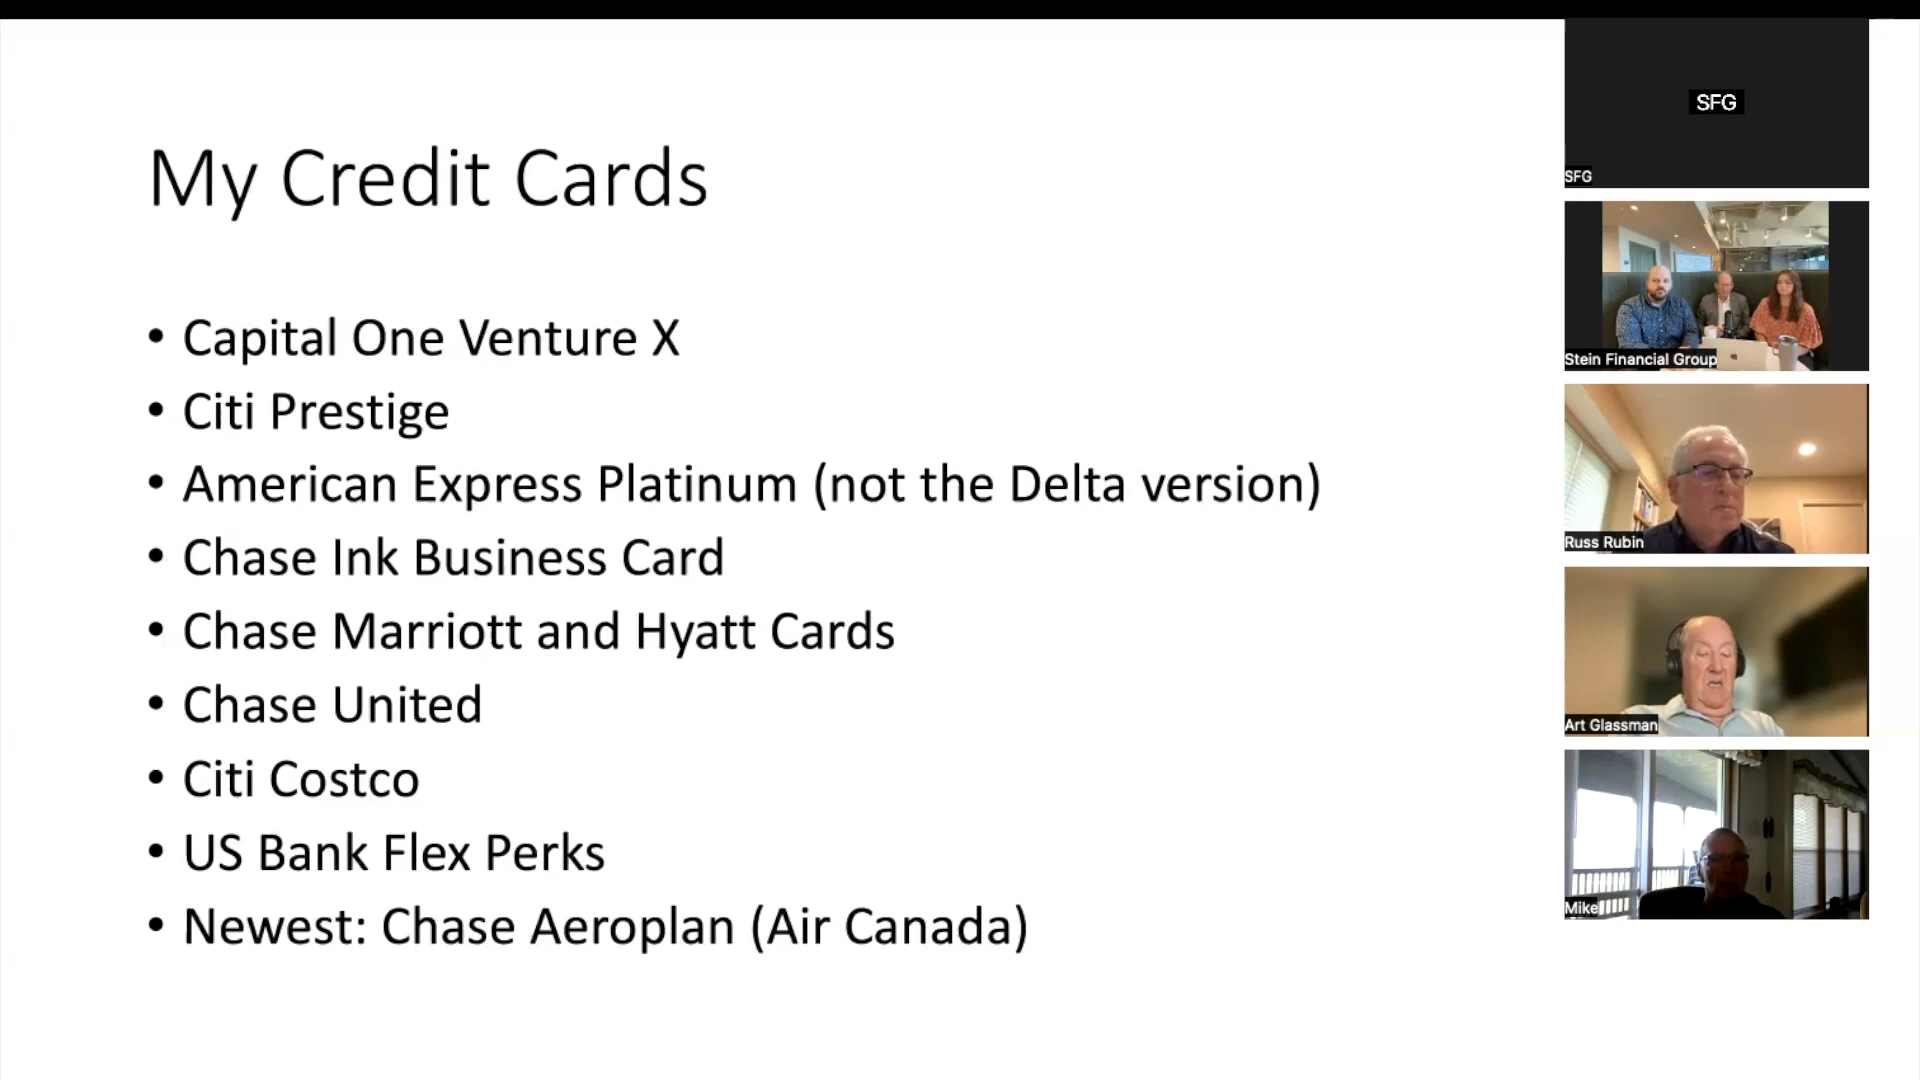 My Credit Cards
• Capital One Venture X
• Citi Prestige
• American Express Platinum (not the Delta version)
• Chase Ink Business Card
• Chase Marriott and Hyatt Cards
• Chase United
• Citi Costco
• US Bank Flex Perks
• Newest: Chase Aeroplan (Air Canada)
SFG
SFG
Stein Financial Group
Russ Rubin
Art Glassman
Mike